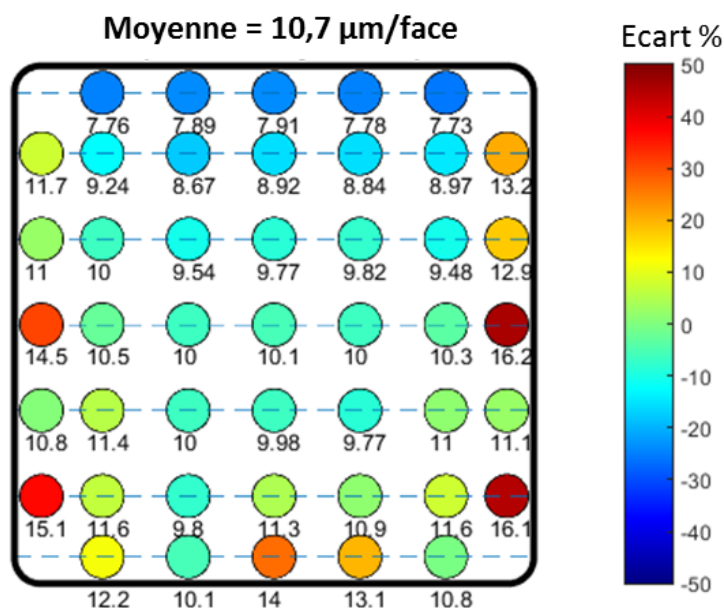 Moyenne = 10,7 µm/face
Ecart %
7.76 7.89 7.91 7.78 7.73
11.7 9.24 8.67 8.92 8.84 8.97 13.2
11 10 9.54 9.77 9.82 9.48 12.9
14.5 10.5 10 10.1 10 10.3 16.2
10.8 11.4 10 9.98 9.77 11 11.1
15.1 11.6 9.8 11.3 10.9 11.6 16.1
12.2 10.1 14 13.1 10.8
50
40
30
20
10
0
-10
-20
-30
-40
-50